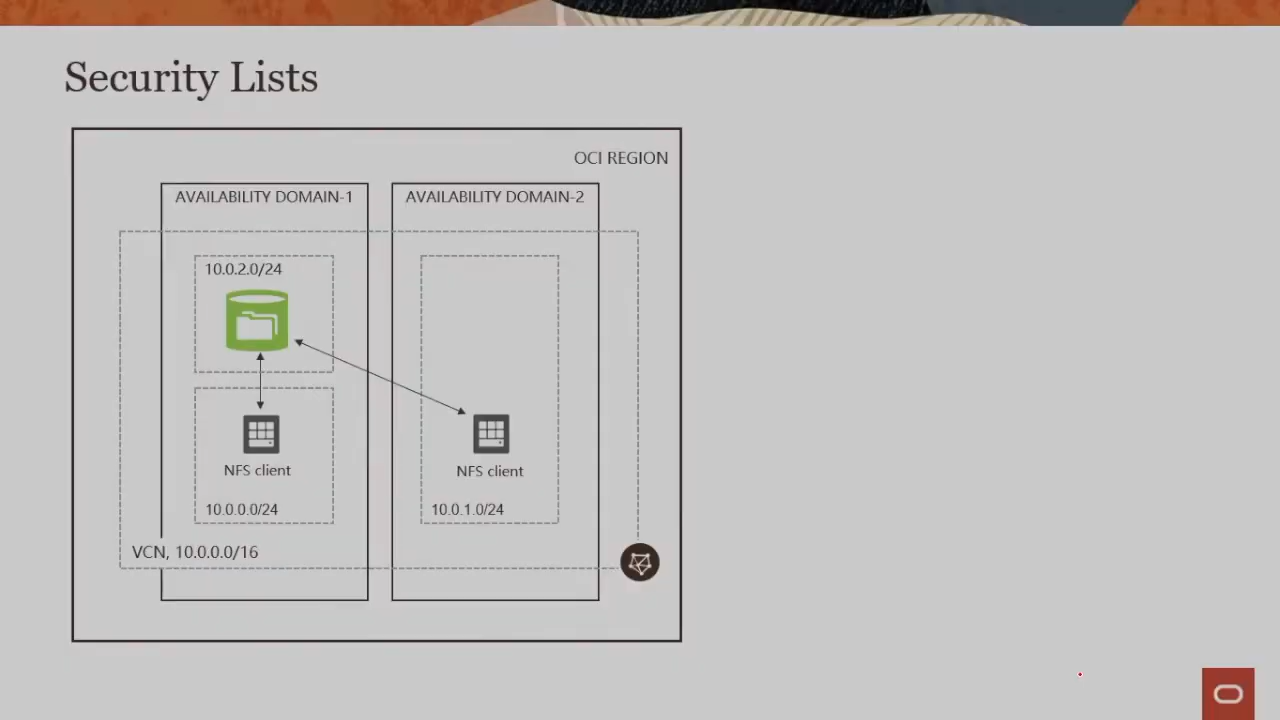 Security Lists
OCI REGION
AVAILABILITY DOMAIN-1
AVAILABILITY DOMAIN-2
10.0.2.0/24
NFS client
NFS client
10.0.0.0/24
10.0.1.0/24
VCN, 10.0.0.0/16